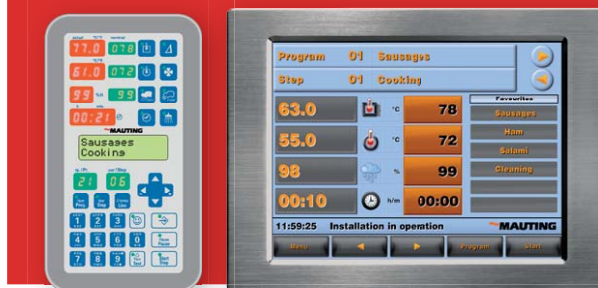 actual °C/°F nominal
77.0 078
°C/°F
61.0 072
99 % 99
00:21
MAUTING
Sausages
Cooking
21 06
Prog
1 2 3
4 5 6 0
7 8 9
Program 01 Sausages
Step 01 Cooking
63.0 °C 78
55.0 °C 72
98 % 99
00:10 h/m 00:00
Favourites
Sausages
Ham
Salami
Cleaning
11:59:25 Installation in operation MAUTING
Menu Program Start